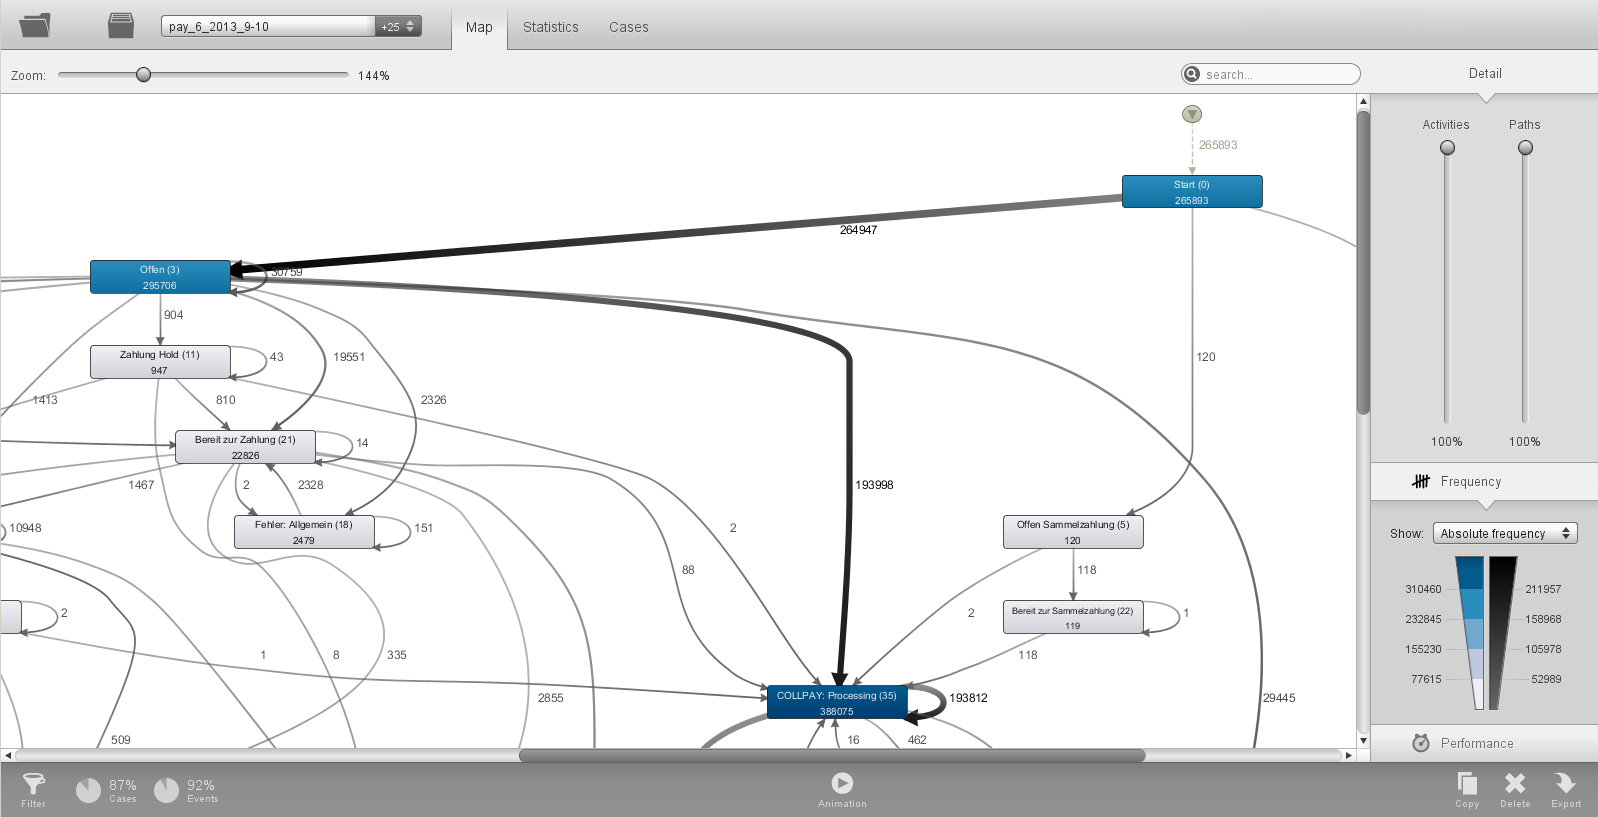 pay_6_2013_9-10
+25
Map
Statistics
Cases
Zoom:
144%
search...
Detail
Activities
Paths
265893
Start (0)
265893
264947
Offen (3)
295706
30759
904
Zahlung Hold (11)
947
43
19551
120
1413
810
2326
Bereit zur Zahlung (21)
22826
14
100%
100%
1467
2
2328
193998
Frequency
10948
Fehler: Allgemein (18)
2479
151
2
Offen Sammelzahlung (5)
120
Show:
Absolute frequency
88
118
310460
211957
2
2
Bereit zur Sammelzahlung (22)
119
1
232845
158968
1
8
335
118
155230
105978
2855
COLLPAY: Processing (35)
388075
193812
29445
77615
52989
509
16
462
Performance
Filter
87%
Cases
92%
Events
Animation
Copy
Delete
Export